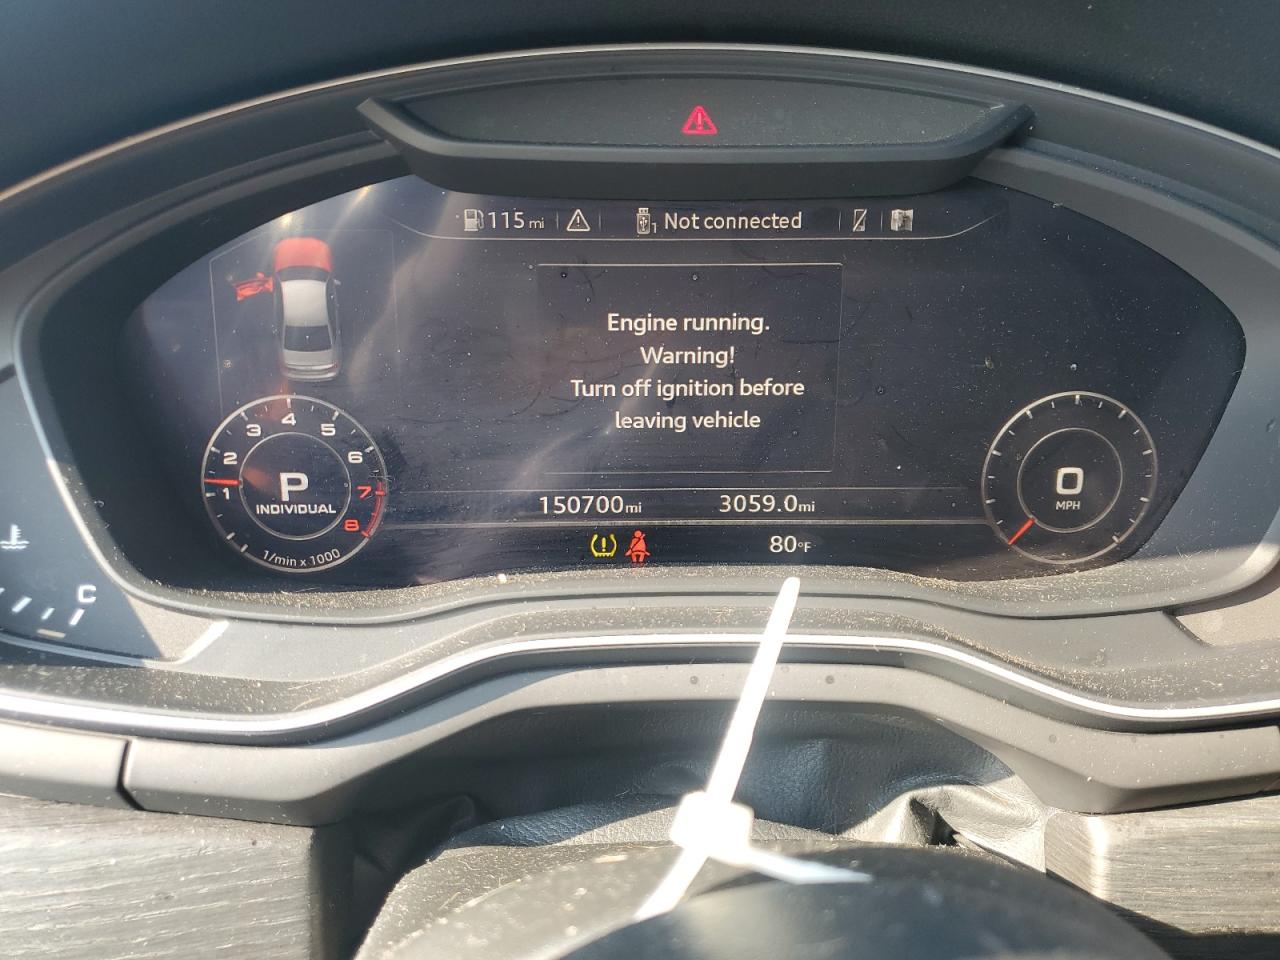 115 mi
1 Not connected
Engine running.
Warning!
Turn off ignition before
leaving vehicle
1 2 3 4 5 6 7 8
P
INDIVIDUAL
1/min x 1000
0
MPH
150700mi 3059.0mi
80°F
C